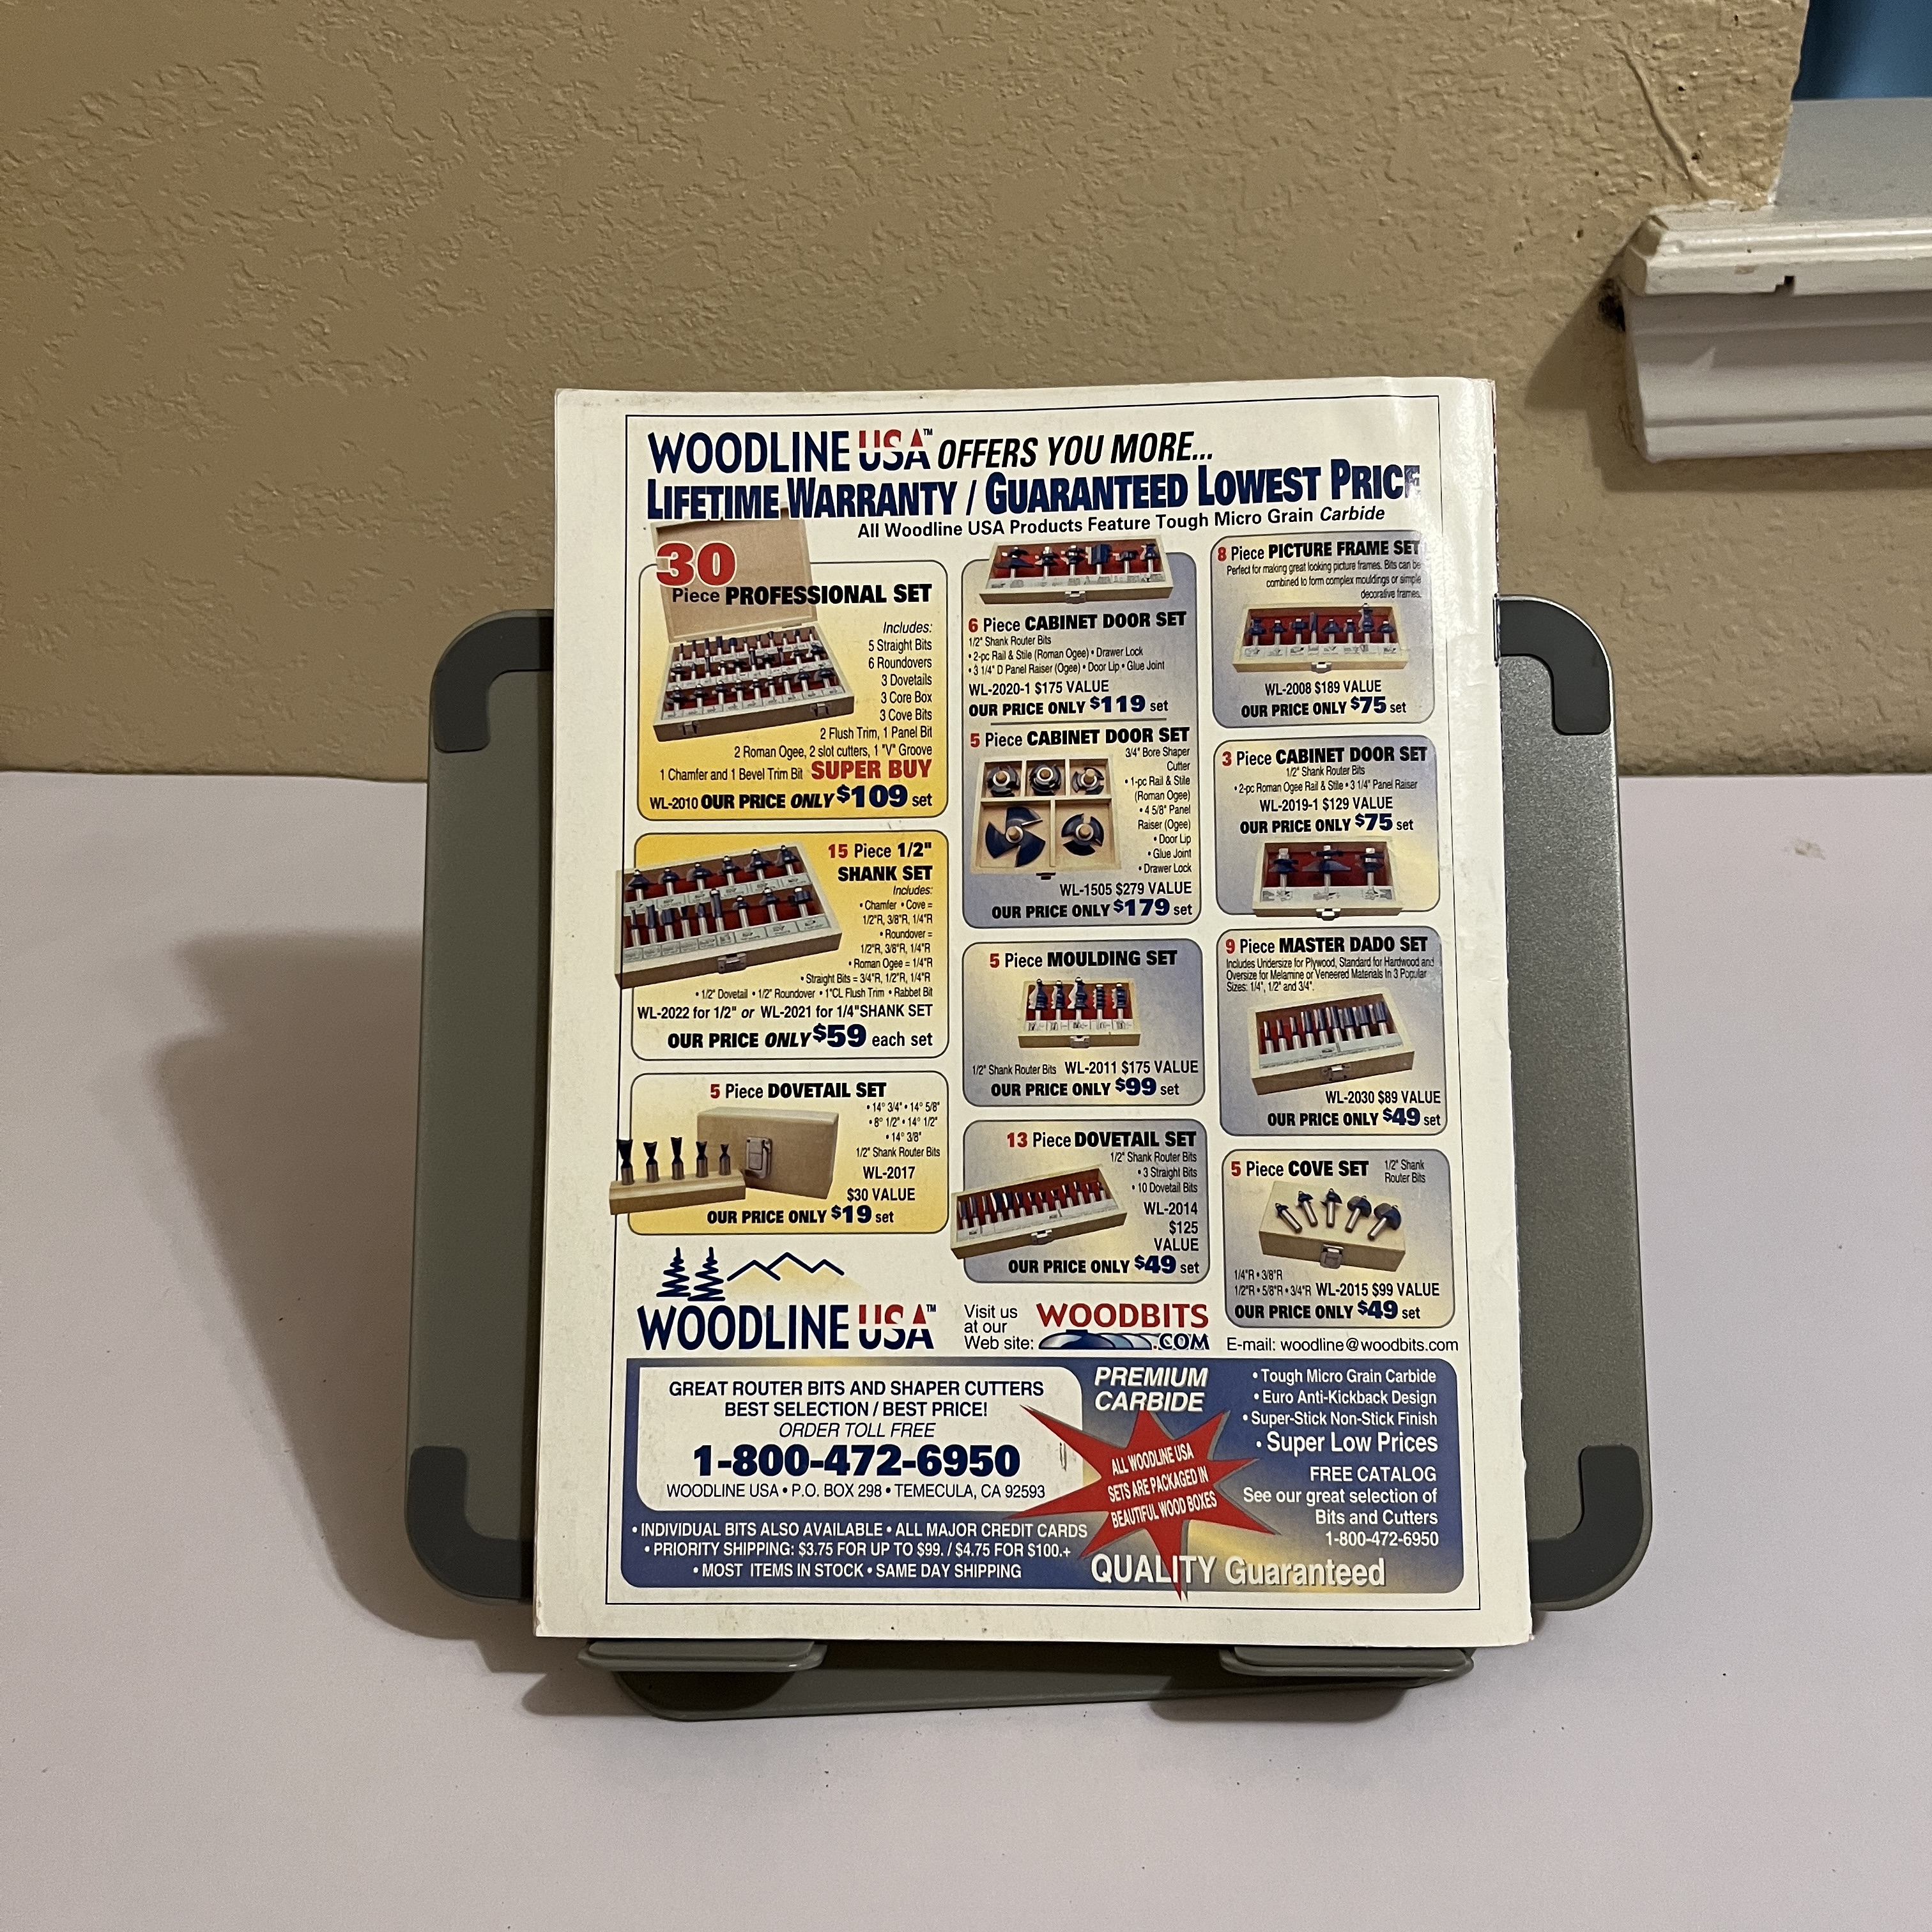 WOODLINE USA™ OFFERS YOU MORE...
LIFETIME WARRANTY / GUARANTEED LOWEST PRICE
All Woodline USA Products Feature Tough Micro Grain Carbide
30
Piece PROFESSIONAL SET
Includes:
5 Straight Bits
6 Roundovers
3 Dovetails
3 Core Box
3 Cove Bits
2 Flush Trim, 1 Panel Bit
2 Roman Ogee, 2 slot cutters, 1 "V" Groove
1 Chamfer and 1 Bevel Trim Bit SUPER BUY
WL-2010 OUR PRICE ONLY $109 set
15 Piece 1/2"
SHANK SET
Includes:
• Chamfer • Cove =
1/2"R, 3/8"R, 1/4"R
• Roundover =
1/2"R, 3/8"R, 1/4"R
• Roman Ogee = 1/4"R
• Straight Bits = 3/4"R, 1/2"R, 1/4"R
• 1/2" Dovetail • 1/2" Roundover • 1"CL Flush Trim • Rabbet Bit
WL-2022 for 1/2" or WL-2021 for 1/4"SHANK SET
OUR PRICE ONLY $59 each set
5 Piece DOVETAIL SET
• 14° 3/4" • 14° 5/8"
• 8° 1/2" • 14° 1/2"
• 14° 3/8"
1/2" Shank Router Bits
WL-2017
$30 VALUE
OUR PRICE ONLY $19 set
6 Piece CABINET DOOR SET
1/2" Shank Router Bits
• 2-pc Rail & Stile (Roman Ogee) • Drawer Lock
• 3 1/4" D Panel Raiser (Ogee) • Door Lip • Glue Joint
WL-2020-1 $175 VALUE
OUR PRICE ONLY $119 set
5 Piece CABINET DOOR SET
3/4" Bore Shaper
Cutter
• 1-pc Rail & Stile
(Roman Ogee)
• 4 5/8" Panel
Raiser (Ogee)
• Door Lip
• Glue Joint
• Drawer Lock
WL-1505 $279 VALUE
OUR PRICE ONLY $179 set
5 Piece MOULDING SET
1/2" Shank Router Bits WL-2011 $175 VALUE
OUR PRICE ONLY $99 set
13 Piece DOVETAIL SET
1/2" Shank Router Bits
• 3 Straight Bits
• 10 Dovetail Bits
WL-2014
$125
VALUE
OUR PRICE ONLY $49 set
8 Piece PICTURE FRAME SET
Perfect for making great looking picture frames. Bits can be
combined to form complex mouldings or simple
decorative frames.
WL-2008 $189 VALUE
OUR PRICE ONLY $75 set
3 Piece CABINET DOOR SET
1/2" Shank Router Bits
• 2-pc Roman Ogee Rail & Stile • 3 1/4" Panel Raiser
WL-2019-1 $129 VALUE
OUR PRICE ONLY $75 set
9 Piece MASTER DADO SET
Includes Undersize for Plywood, Standard for Hardwood and
Oversize for Melamine or Veneered Materials In 3 Popular
Sizes: 1/4", 1/2" and 3/4".
WL-2030 $89 VALUE
OUR PRICE ONLY $49 set
5 Piece COVE SET 1/2" Shank
Router Bits
1/4"R • 3/8"R
1/2"R • 5/8"R • 3/4"R WL-2015 $99 VALUE
OUR PRICE ONLY $49 set
WOODLINE USA™
Visit us
at our
Web site:
WOODBITS
.COM
E-mail: woodline@woodbits.com
GREAT ROUTER BITS AND SHAPER CUTTERS
BEST SELECTION / BEST PRICE!
ORDER TOLL FREE
1-800-472-6950
WOODLINE USA • P.O. BOX 298 • TEMECULA, CA 92593
• INDIVIDUAL BITS ALSO AVAILABLE • ALL MAJOR CREDIT CARDS
• PRIORITY SHIPPING: $3.75 FOR UP TO $99. / $4.75 FOR $100.+
• MOST ITEMS IN STOCK • SAME DAY SHIPPING
PREMIUM
CARBIDE
ALL WOODLINE USA
SETS ARE PACKAGED IN
BEAUTIFUL WOOD BOXES
QUALITY Guaranteed
• Tough Micro Grain Carbide
• Euro Anti-Kickback Design
• Super-Stick Non-Stick Finish
• Super Low Prices
FREE CATALOG
See our great selection of
Bits and Cutters
1-800-472-6950